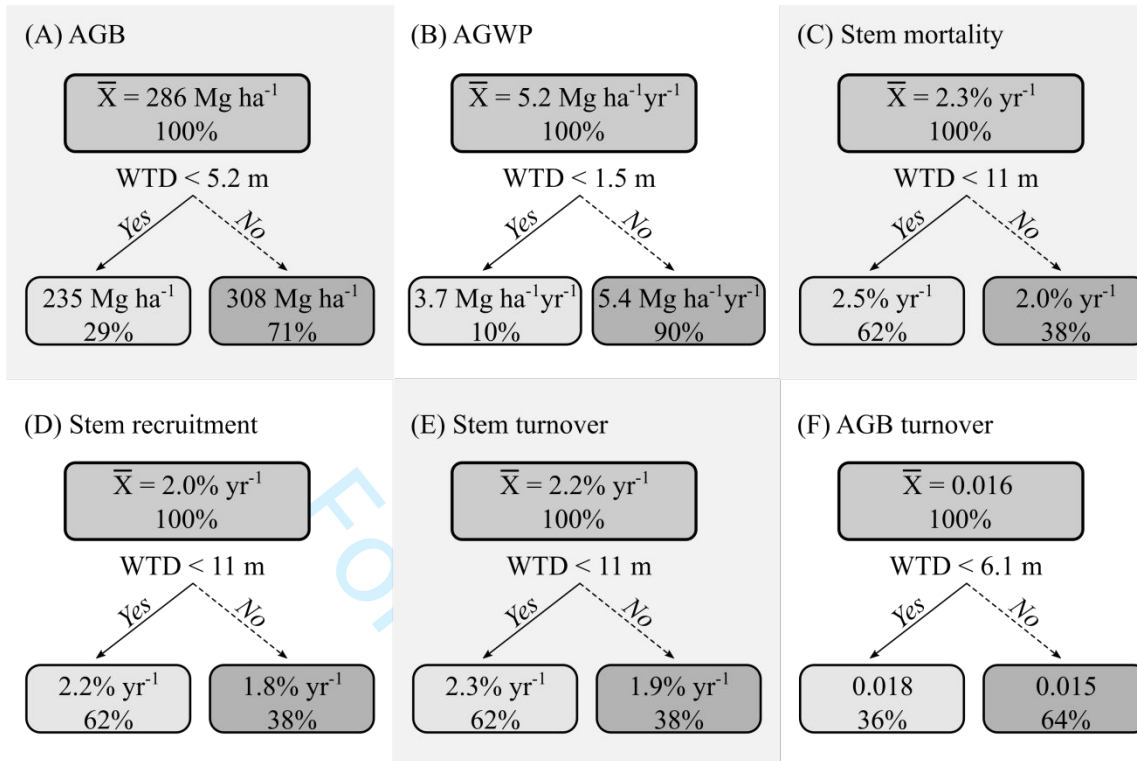 (A) AGB
X̅ = 286 Mg ha⁻¹
100%
WTD < 5.2 m
Yes
No
235 Mg ha⁻¹
29%
308 Mg ha⁻¹
71%
(B) AGWP
X̅ = 5.2 Mg ha⁻¹yr⁻¹
100%
WTD < 1.5 m
Yes
No
3.7 Mg ha⁻¹yr⁻¹
10%
5.4 Mg ha⁻¹yr⁻¹
90%
(C) Stem mortality
X̅ = 2.3% yr⁻¹
100%
WTD < 11 m
Yes
No
2.5% yr⁻¹
62%
2.0% yr⁻¹
38%
(D) Stem recruitment
X̅ = 2.0% yr⁻¹
100%
WTD < 11 m
Yes
No
2.2% yr⁻¹
62%
1.8% yr⁻¹
38%
(E) Stem turnover
X̅ = 2.2% yr⁻¹
100%
WTD < 11 m
Yes
No
2.3% yr⁻¹
62%
1.9% yr⁻¹
38%
(F) AGB turnover
X̅ = 0.016
100%
WTD < 6.1 m
Yes
No
0.018
36%
0.015
64%
For